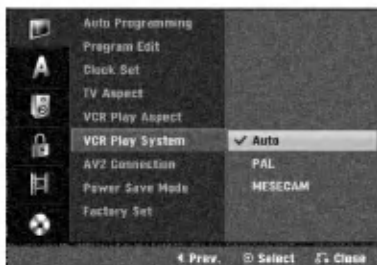 Auto Programming
Program Edit
Clock Set
TV Aspect
VCR Play Aspect
VCR Play System ✓ Auto
AV2 Connection PAL
Power Save Mode MESECAM
Factory Set
Prev. Select Close